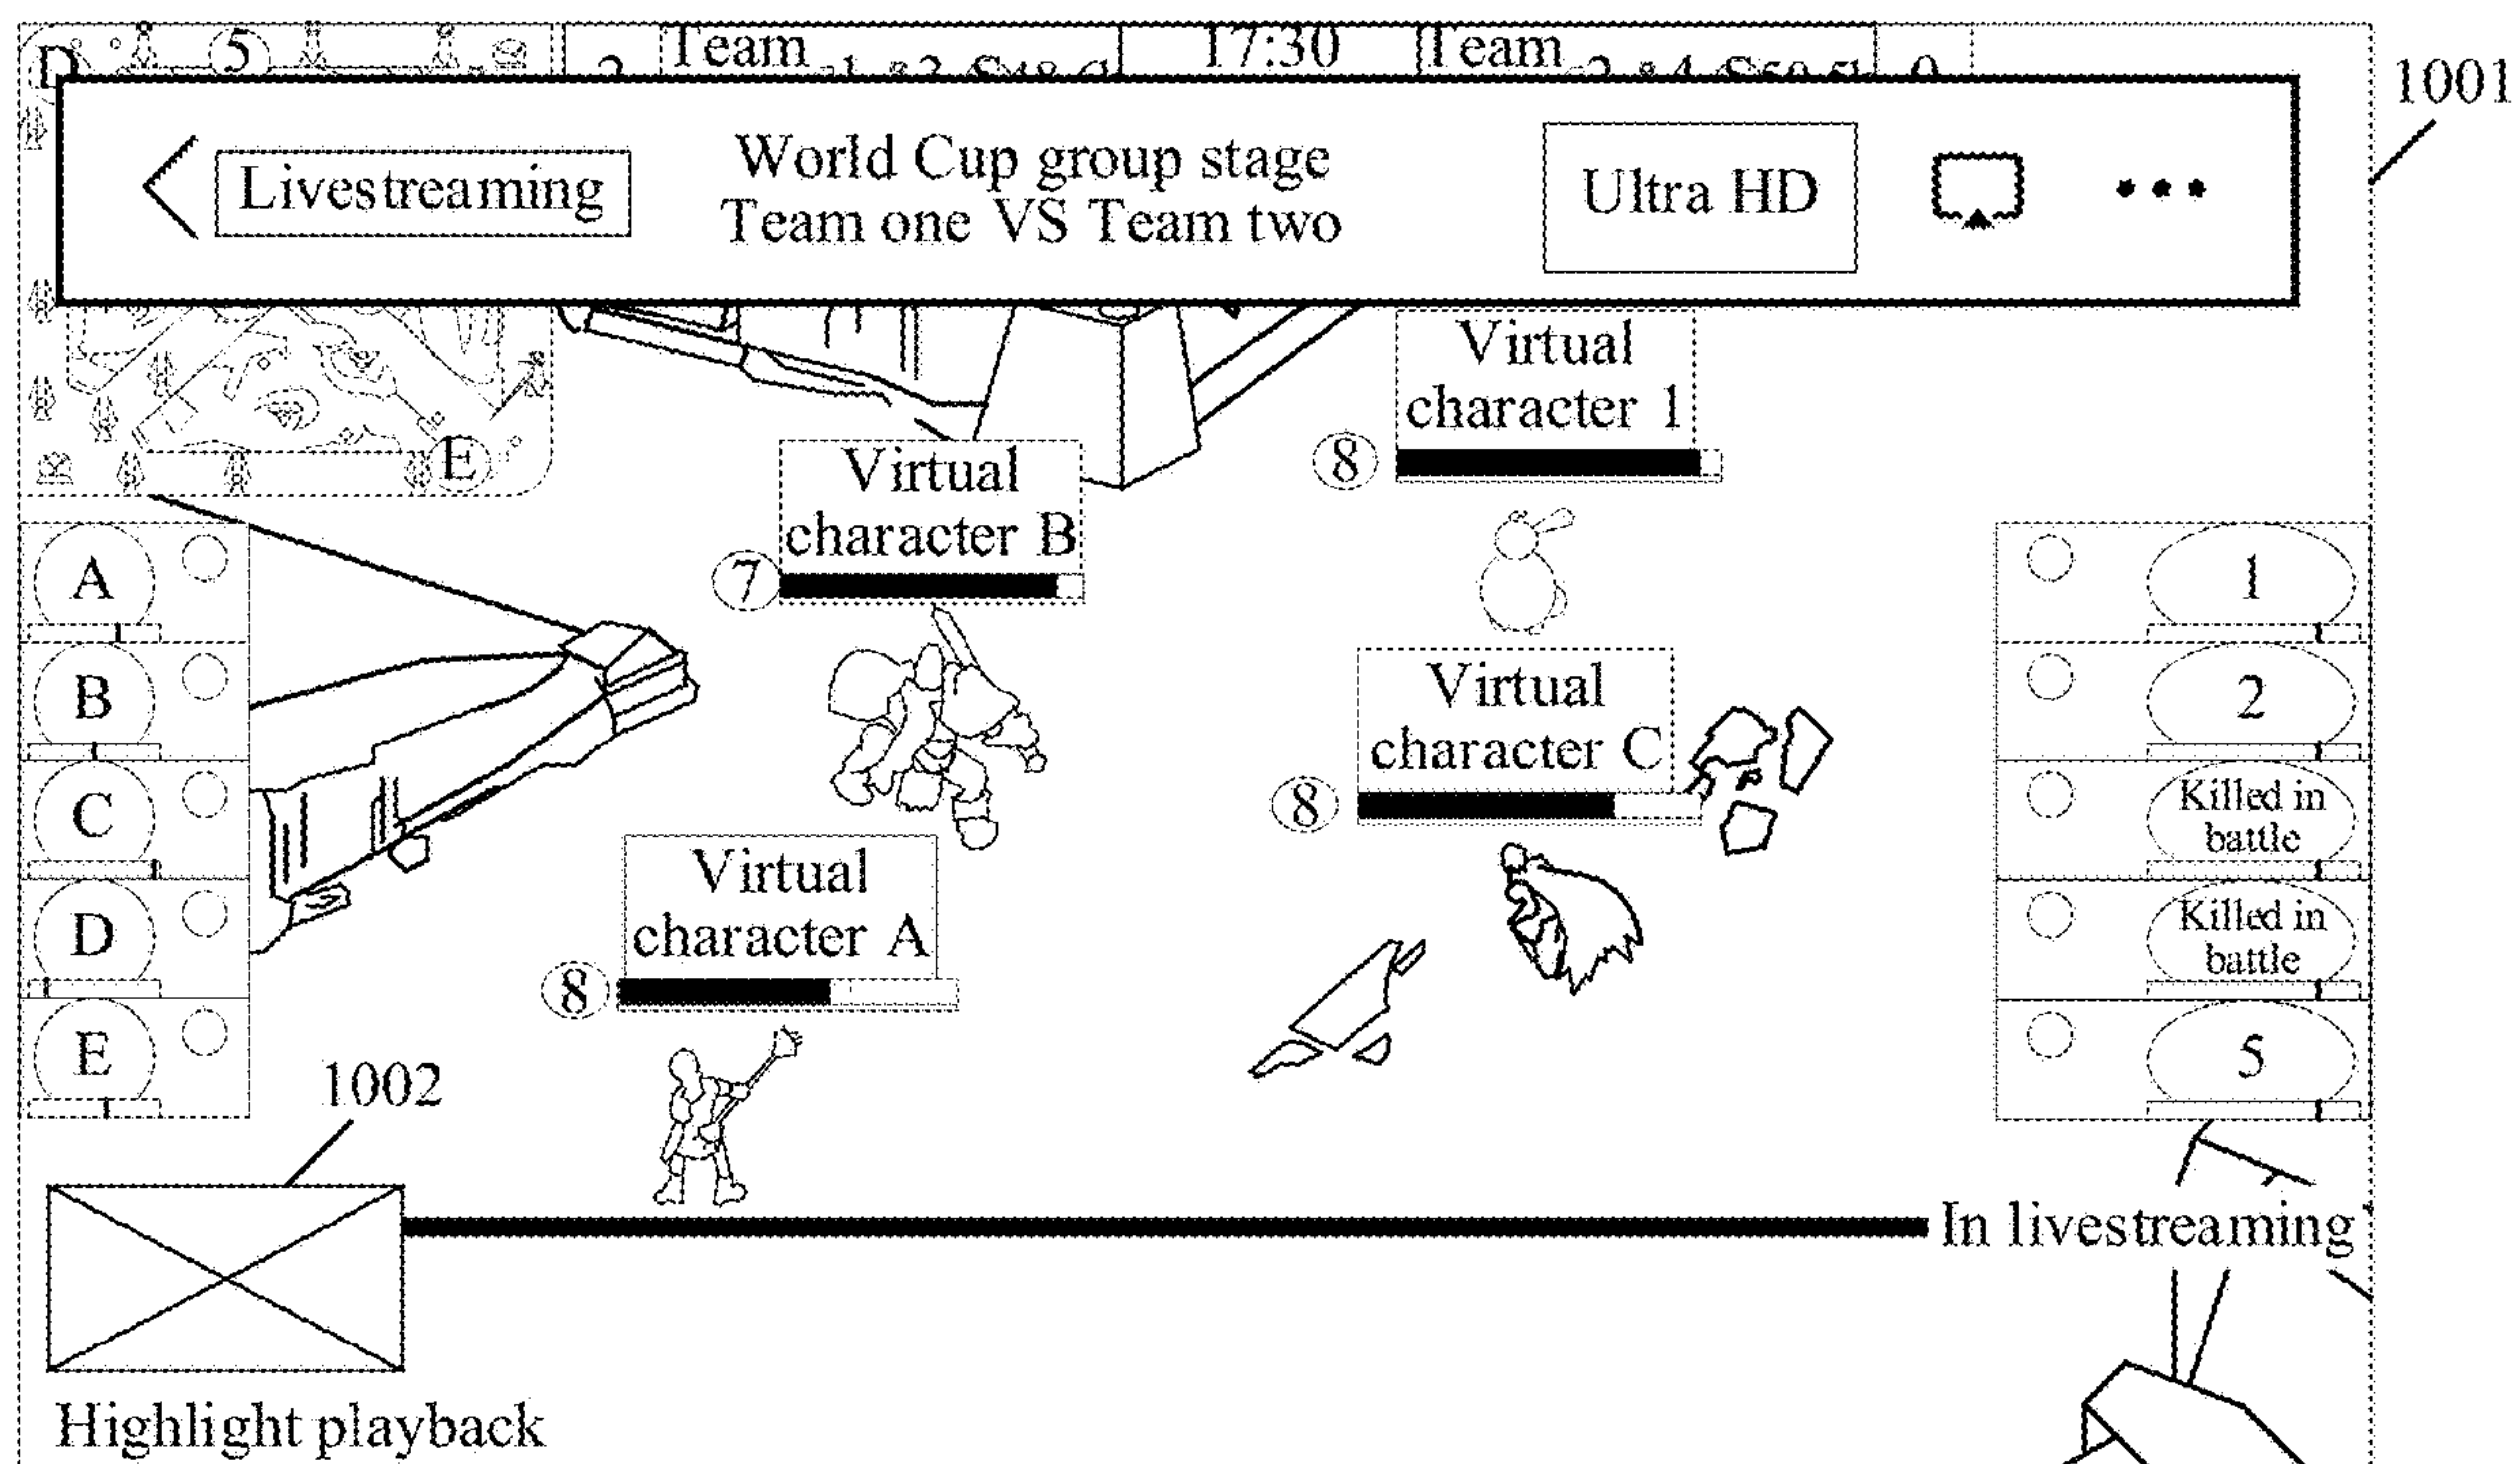 D
5
Team
17:30
Team
1001
Livestreaming
World Cup group stage
Team one VS Team two
Ultra HD
Virtual
character 1
8
E
Virtual
character B
7
A
B
C
D
E
1
2
Killed in
battle
Killed in
battle
5
Virtual
character C
8
Virtual
character A
8
1002
In livestreaming
Highlight playback